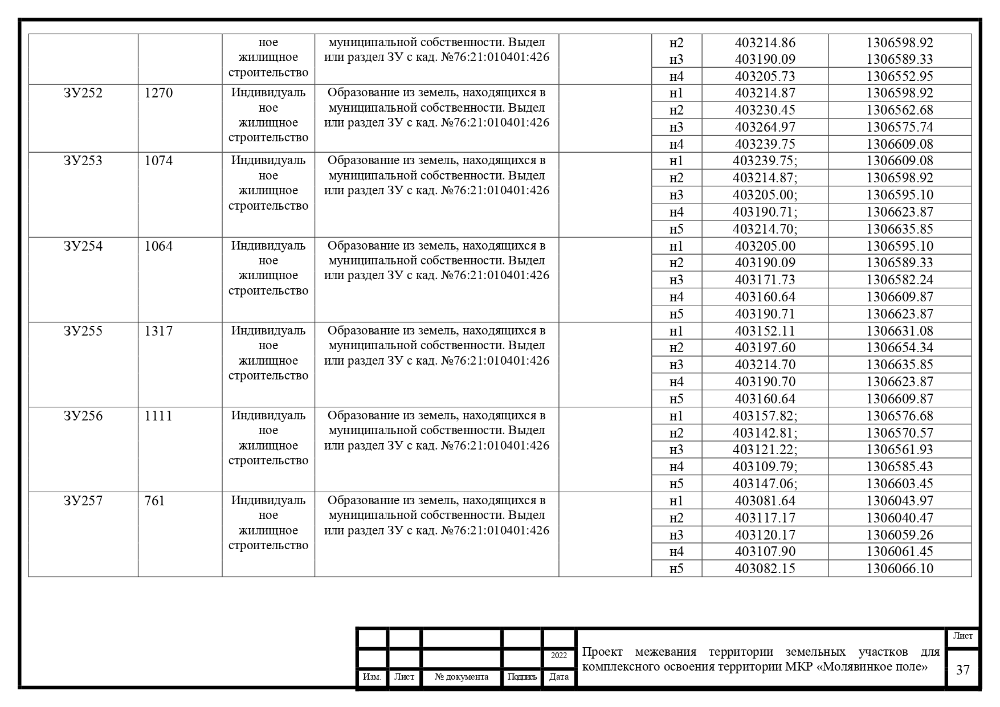 ное муниципальной собственности. Выдел н2 403214.86 1306598.92
жилищное или раздел ЗУ с кад. №76:21:010401:426 н3 403190.09 1306589.33
строительство н4 403205.73 1306552.95
ЗУ252 1270 Индивидуаль Образование из земель, находящихся в н1 403214.87 1306598.92
ное муниципальной собственности. Выдел н2 403230.45 1306562.68
жилищное или раздел ЗУ с кад. №76:21:010401:426 н3 403264.97 1306575.74
строительство н4 403239.75 1306609.08
ЗУ253 1074 Индивидуаль Образование из земель, находящихся в н1 403239.75; 1306609.08
ное муниципальной собственности. Выдел н2 403214.87; 1306598.92
жилищное или раздел ЗУ с кад. №76:21:010401:426 н3 403205.00; 1306595.10
строительство н4 403190.71; 1306623.87
н5 403214.70; 1306635.85
ЗУ254 1064 Индивидуаль Образование из земель, находящихся в н1 403205.00 1306595.10
ное муниципальной собственности. Выдел н2 403190.09 1306589.33
жилищное или раздел ЗУ с кад. №76:21:010401:426 н3 403171.73 1306582.24
строительство н4 403160.64 1306609.87
н5 403190.71 1306623.87
ЗУ255 1317 Индивидуаль Образование из земель, находящихся в н1 403152.11 1306631.08
ное муниципальной собственности. Выдел н2 403197.60 1306654.34
жилищное или раздел ЗУ с кад. №76:21:010401:426 н3 403214.70 1306635.85
строительство н4 403190.70 1306623.87
н5 403160.64 1306609.87
ЗУ256 1111 Индивидуаль Образование из земель, находящихся в н1 403157.82; 1306576.68
ное муниципальной собственности. Выдел н2 403142.81; 1306570.57
жилищное или раздел ЗУ с кад. №76:21:010401:426 н3 403121.22; 1306561.93
строительство н4 403109.79; 1306585.43
н5 403147.06; 1306603.45
ЗУ257 761 Индивидуаль Образование из земель, находящихся в н1 403081.64 1306043.97
ное муниципальной собственности. Выдел н2 403117.17 1306040.47
жилищное или раздел ЗУ с кад. №76:21:010401:426 н3 403120.17 1306059.26
строительство н4 403107.90 1306061.45
н5 403082.15 1306066.10
Лист
2022 Проект межевания территории земельных участков для
комплексного освоения территории МКР «Молявинкое поле» 37
Изм. Лист № документа Подпись Дата